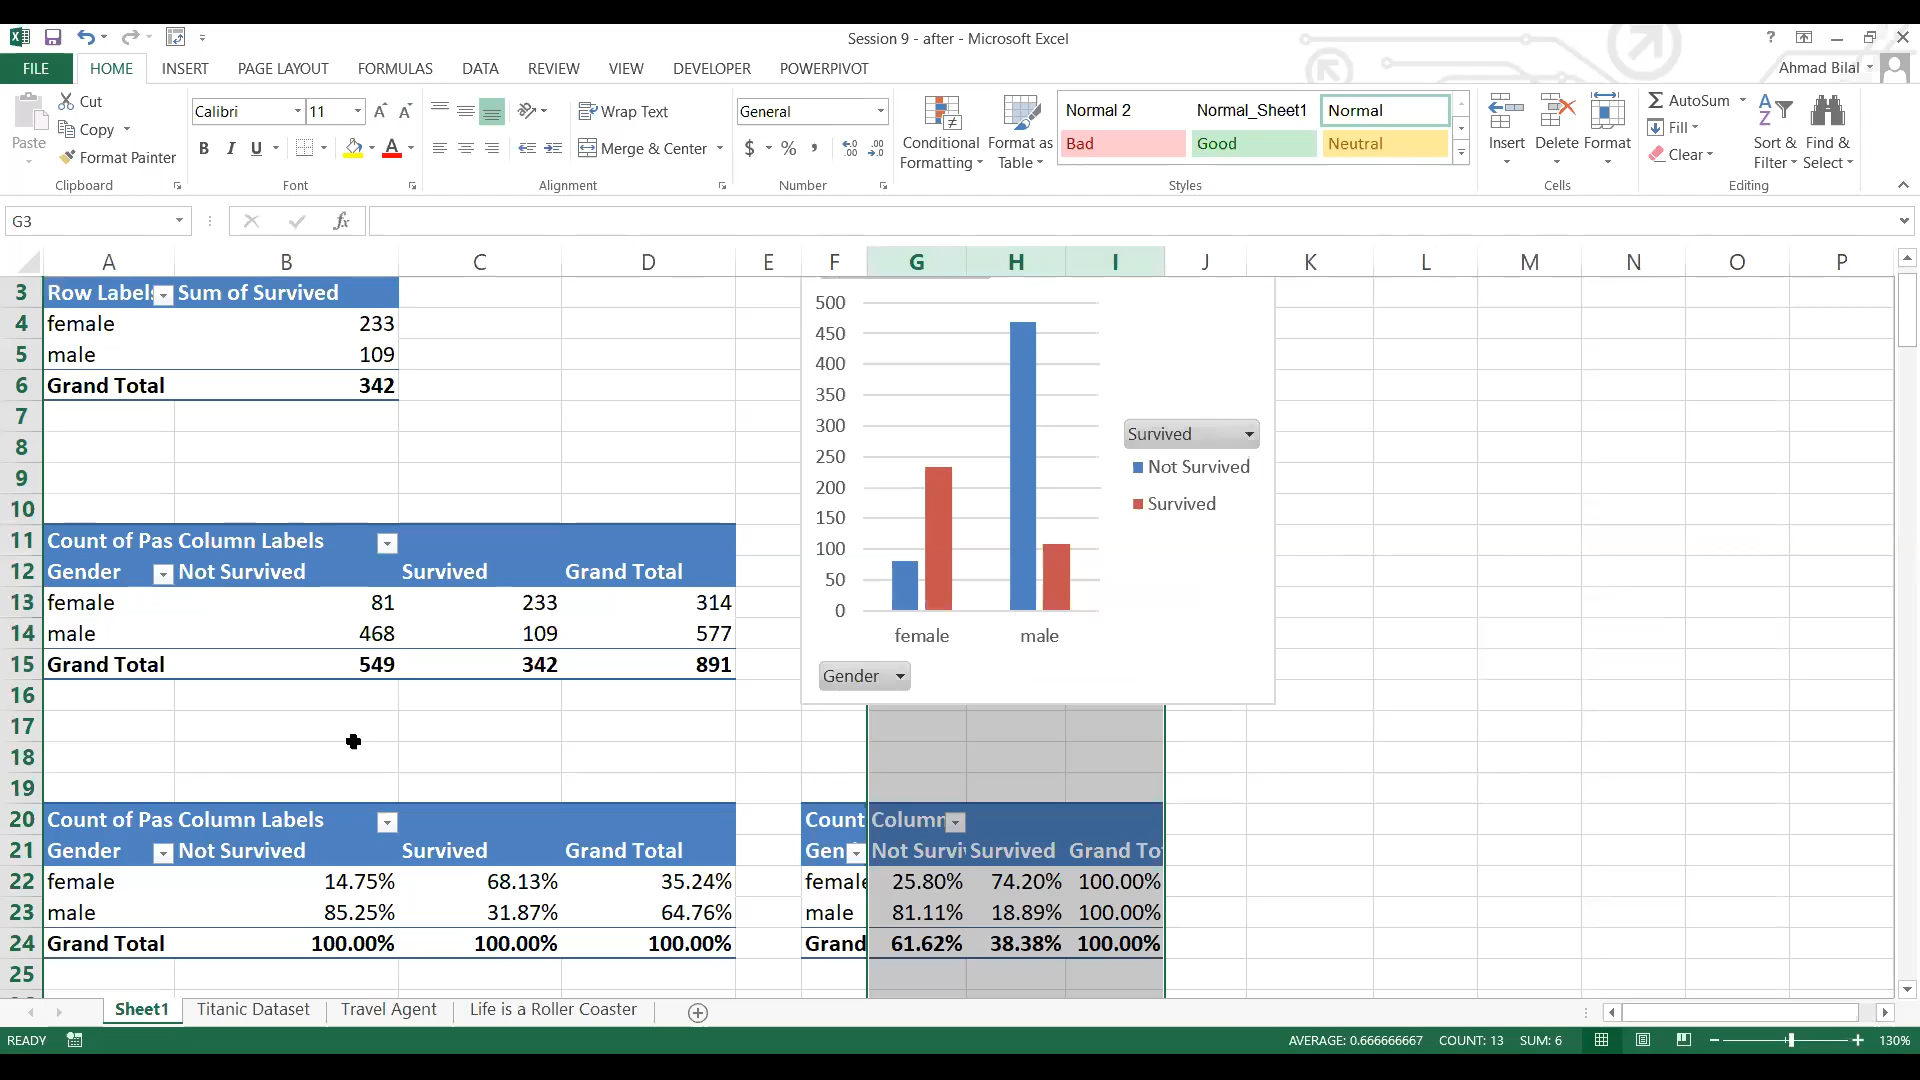 Session 9 - after - Microsoft Excel
?
FILE HOME INSERT PAGE LAYOUT FORMULAS DATA REVIEW VIEW DEVELOPER POWERPIVOT Ahmad Bilal
Paste
Cut
Copy
Format Painter
Clipboard
Calibri 11
B I U A
Font
Wrap Text
Merge & Center
Alignment
General
$ % ,
Number
Conditional Formatting
Format as Table
Normal 2 Normal_Sheet1 Normal
Bad Good Neutral
Styles
Insert Delete Format
Cells
AutoSum
Fill
Clear
Sort & Filter
Find & Select
Editing
G3 fx
A B C D E F G H I J K L M N O P
3 Row Labels Sum of Survived
4 female 233
5 male 109
6 Grand Total 342
7
8
9
10
11 Count of Pas Column Labels
12 Gender Not Survived Survived Grand Total
13 female 81 233 314
14 male 468 109 577
15 Grand Total 549 342 891
16
17
18
19
20 Count of Pas Column Labels
21 Gender Not Survived Survived Grand Total
22 female 14.75% 68.13% 35.24%
23 male 85.25% 31.87% 64.76%
24 Grand Total 100.00% 100.00% 100.00%
25
500
450
400
350
300
250
200
150
100
50
0
female male
Gender
Survived
Not Survived
Survived
Count Column
Gen Not Survi Survived Grand To
female 25.80% 74.20% 100.00%
male 81.11% 18.89% 100.00%
Grand 61.62% 38.38% 100.00%
Sheet1 Titanic Dataset Travel Agent Life is a Roller Coaster
READY AVERAGE: 0.666666667 COUNT: 13 SUM: 6 130%